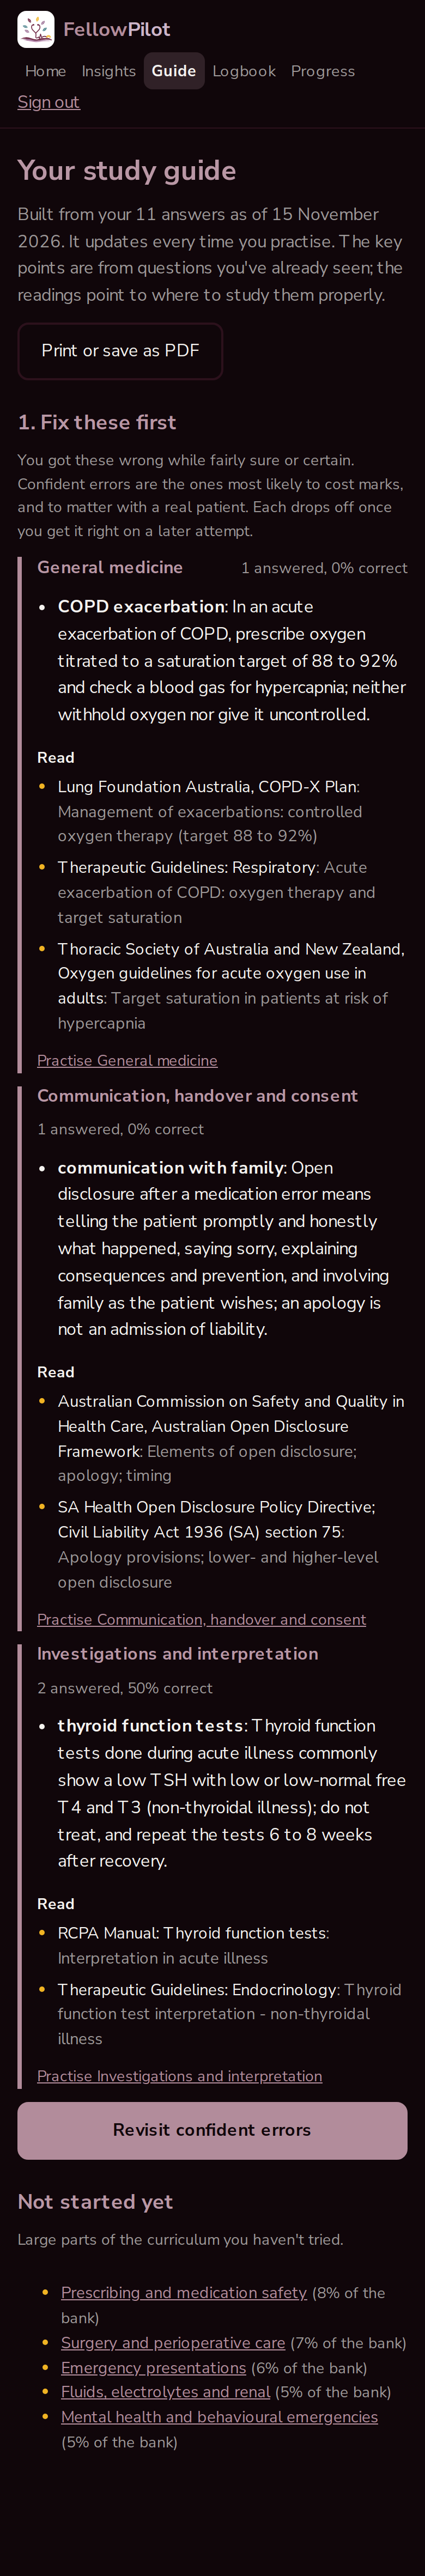 FellowPilot
Home Insights Guide Logbook Progress
Sign out
Your study guide
Built from your 11 answers as of 15 November
2026. It updates every time you practise. The key
points are from questions you've already seen; the
readings point to where to study them properly.
Print or save as PDF
1. Fix these first
You got these wrong while fairly sure or certain.
Confident errors are the ones most likely to cost marks,
and to matter with a real patient. Each drops off once
you get it right on a later attempt.
General medicine 1 answered, 0% correct
• COPD exacerbation: In an acute
exacerbation of COPD, prescribe oxygen
titrated to a saturation target of 88 to 92%
and check a blood gas for hypercapnia; neither
withhold oxygen nor give it uncontrolled.
Read
• Lung Foundation Australia, COPD-X Plan:
Management of exacerbations: controlled
oxygen therapy (target 88 to 92%)
• Therapeutic Guidelines: Respiratory: Acute
exacerbation of COPD: oxygen therapy and
target saturation
• Thoracic Society of Australia and New Zealand,
Oxygen guidelines for acute oxygen use in
adults: Target saturation in patients at risk of
hypercapnia
Practise General medicine
Communication, handover and consent
1 answered, 0% correct
• communication with family: Open
disclosure after a medication error means
telling the patient promptly and honestly
what happened, saying sorry, explaining
consequences and prevention, and involving
family as the patient wishes; an apology is
not an admission of liability.
Read
• Australian Commission on Safety and Quality in
Health Care, Australian Open Disclosure
Framework: Elements of open disclosure;
apology; timing
• SA Health Open Disclosure Policy Directive;
Civil Liability Act 1936 (SA) section 75:
Apology provisions; lower- and higher-level
open disclosure
Practise Communication, handover and consent
Investigations and interpretation
2 answered, 50% correct
• thyroid function tests: Thyroid function
tests done during acute illness commonly
show a low TSH with low or low-normal free
T4 and T3 (non-thyroidal illness); do not
treat, and repeat the tests 6 to 8 weeks
after recovery.
Read
• RCPA Manual: Thyroid function tests:
Interpretation in acute illness
• Therapeutic Guidelines: Endocrinology: Thyroid
function test interpretation - non-thyroidal
illness
Practise Investigations and interpretation
Revisit confident errors
Not started yet
Large parts of the curriculum you haven't tried.
• Prescribing and medication safety (8% of the
bank)
• Surgery and perioperative care (7% of the bank)
• Emergency presentations (6% of the bank)
• Fluids, electrolytes and renal (5% of the bank)
• Mental health and behavioural emergencies
(5% of the bank)